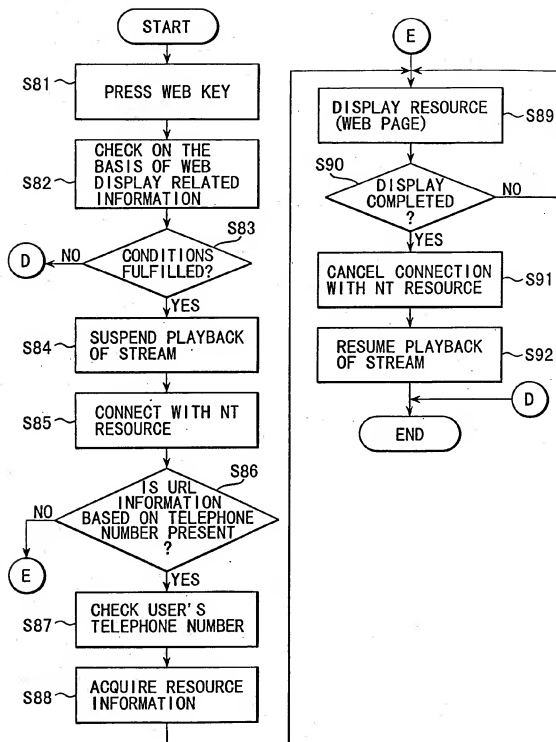 START
S81
PRESS WEB KEY
S82
CHECK ON THE
BASIS OF WEB
DISPLAY RELATED
INFORMATION
S83
D
NO
CONDITIONS
FULFILLED?
YES
S84
SUSPEND PLAYBACK
OF STREAM
S85
CONNECT WITH NT
RESOURCE
S86
NO
IS URL
INFORMATION
BASED ON TELEPHONE
NUMBER PRESENT
?
E
YES
S87
CHECK USER'S
TELEPHONE NUMBER
S88
ACQUIRE RESOURCE
INFORMATION
E
DISPLAY RESOURCE
(WEB PAGE)
S89
S90
DISPLAY
COMPLETED
?
NO
YES
CANCEL CONNECTION
WITH NT RESOURCE
S91
RESUME PLAYBACK
OF STREAM
S92
D
END